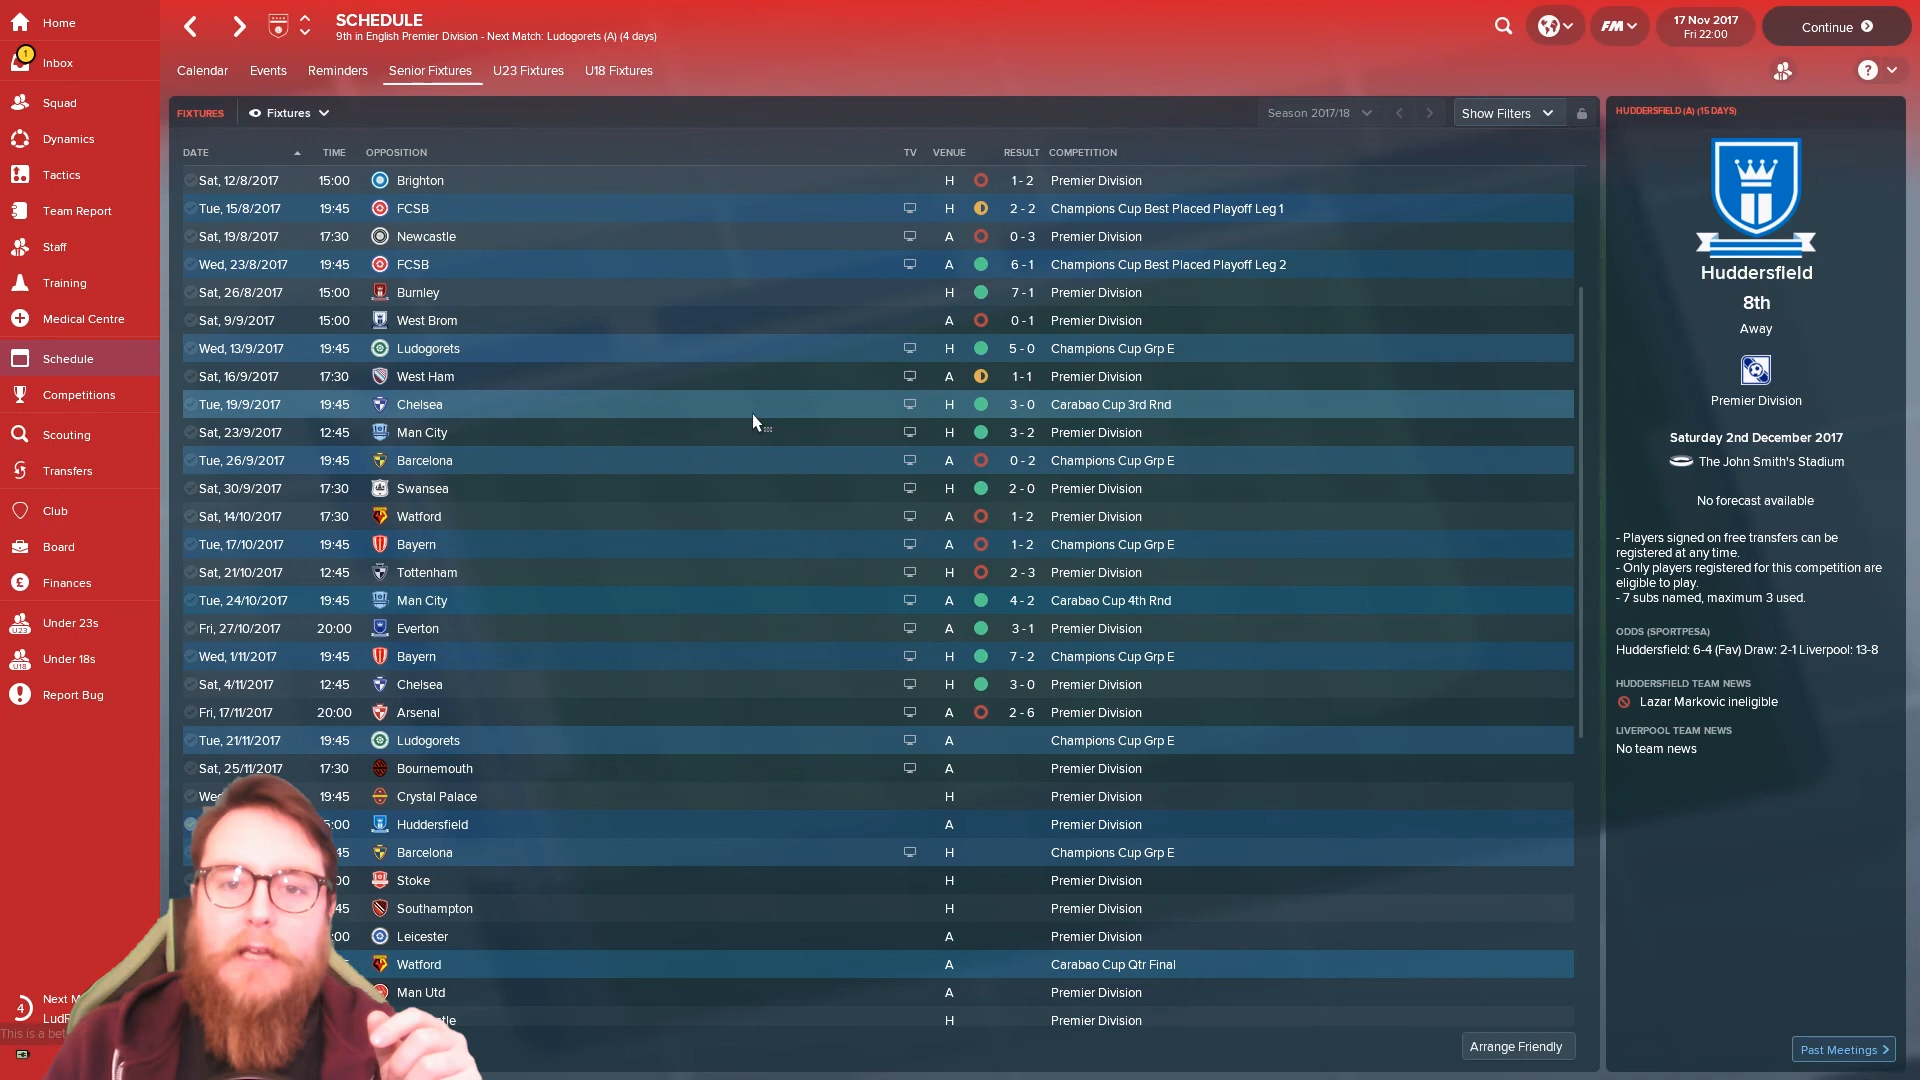 Home
1
Inbox
Squad
Dynamics
Tactics
Team Report
Staff
Training
Medical Centre
Schedule
Competitions
Scouting
Transfers
Club
Board
Finances
U23
Under 23s
U18
Under 18s
Report Bug
4
Next M
This is a bet
SCHEDULE
9th in English Premier Division - Next Match: Ludogorets (A) (4 days)
FM
17 Nov 2017
Fri 22:00
Continue
Calendar Events Reminders Senior Fixtures U23 Fixtures U18 Fixtures
?
FIXTURES Fixtures Season 2017/18 Show Filters
DATE TIME OPPOSITION TV VENUE RESULT COMPETITION
Sat, 12/8/2017 15:00 Brighton H 1 - 2 Premier Division
Tue, 15/8/2017 19:45 FCSB H 2 - 2 Champions Cup Best Placed Playoff Leg 1
Sat, 19/8/2017 17:30 Newcastle A 0 - 3 Premier Division
Wed, 23/8/2017 19:45 FCSB A 6 - 1 Champions Cup Best Placed Playoff Leg 2
Sat, 26/8/2017 15:00 Burnley H 7 - 1 Premier Division
Sat, 9/9/2017 15:00 West Brom A 0 - 1 Premier Division
Wed, 13/9/2017 19:45 Ludogorets H 5 - 0 Champions Cup Grp E
Sat, 16/9/2017 17:30 West Ham A 1 - 1 Premier Division
Tue, 19/9/2017 19:45 Chelsea H 3 - 0 Carabao Cup 3rd Rnd
Sat, 23/9/2017 12:45 Man City H 3 - 2 Premier Division
Tue, 26/9/2017 19:45 Barcelona A 0 - 2 Champions Cup Grp E
Sat, 30/9/2017 17:30 Swansea H 2 - 0 Premier Division
Sat, 14/10/2017 17:30 Watford A 1 - 2 Premier Division
Tue, 17/10/2017 19:45 Bayern A 1 - 2 Champions Cup Grp E
Sat, 21/10/2017 12:45 Tottenham H 2 - 3 Premier Division
Tue, 24/10/2017 19:45 Man City A 4 - 2 Carabao Cup 4th Rnd
Fri, 27/10/2017 20:00 Everton A 3 - 1 Premier Division
Wed, 1/11/2017 19:45 Bayern H 7 - 2 Champions Cup Grp E
Sat, 4/11/2017 12:45 Chelsea H 3 - 0 Premier Division
Fri, 17/11/2017 20:00 Arsenal A 2 - 6 Premier Division
Tue, 21/11/2017 19:45 Ludogorets A Champions Cup Grp E
Sat, 25/11/2017 17:30 Bournemouth A Premier Division
Wed 19:45 Crystal Palace H Premier Division
5:00 Huddersfield A Premier Division
45 Barcelona H Champions Cup Grp E
00 Stoke H Premier Division
45 Southampton H Premier Division
:00 Leicester A Premier Division
Watford A Carabao Cup Qtr Final
Man Utd A Premier Division
tle H Premier Division
Arrange Friendly
HUDDERSFIELD (A) (15 DAYS)
Huddersfield
8th
Away
Premier Division
Saturday 2nd December 2017
The John Smith's Stadium
No forecast available
- Players signed on free transfers can be
registered at any time.
- Only players registered for this competition are
eligible to play.
- 7 subs named, maximum 3 used.
ODDS (SPORTPESA)
Huddersfield: 6-4 (Fav) Draw: 2-1 Liverpool: 13-8
HUDDERSFIELD TEAM NEWS
Lazar Markovic ineligible
LIVERPOOL TEAM NEWS
No team news
Past Meetings